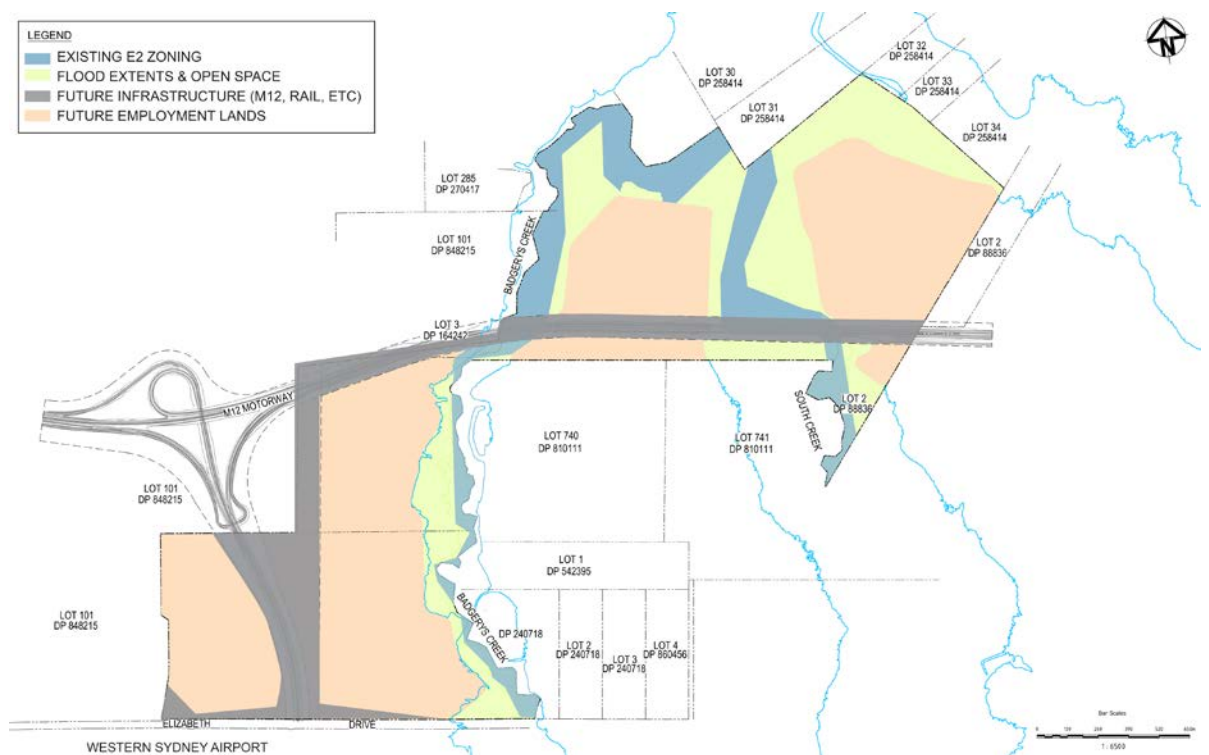 LEGEND
EXISTING E2 ZONING
FLOOD EXTENTS & OPEN SPACE
FUTURE INFRASTRUCTURE (M12, RAIL, ETC)
FUTURE EMPLOYMENT LANDS
N
LOT 32
DP 258414
LOT 30
DP 258414
LOT 33
DP 258414
LOT 31
DP 258414
LOT 34
DP 258414
LOT 285
DP 270417
LOT 101
DP 848215
BADGERYS CREEK
LOT 2
DP 88836
LOT 3
DP 164242
M12 MOTORWAY
LOT 2
DP 88836
SOUTH CREEK
LOT 740
DP 810111
LOT 741
DP 810111
LOT 101
DP 848215
LOT 1
DP 542395
LOT 101
DP 848215
BADGERYS CREEK
DP 240718
LOT 2
DP 240718
LOT 3
DP 240718
LOT 4
DP 860456
ELIZABETH DRIVE
WESTERN SYDNEY AIRPORT
Bar Scales
1 : 6500